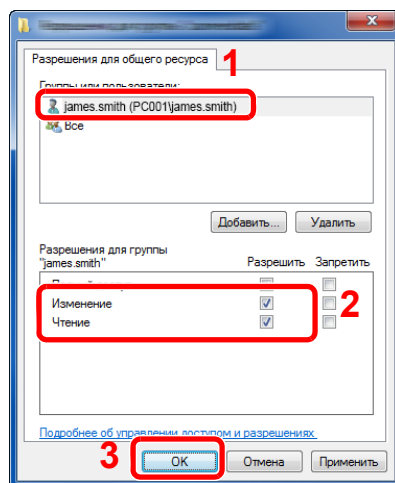 Разрешения для общего ресурса
1
Группы или пользователи:
james.smith (PC001\james.smith)
Все
Добавить...
Удалить
Разрешения для группы
"james.smith"
Разрешить
Запретить
Изменение
2
Чтение
Подробнее об управлении доступом и разрешениях
3
OK
Отмена
Применить